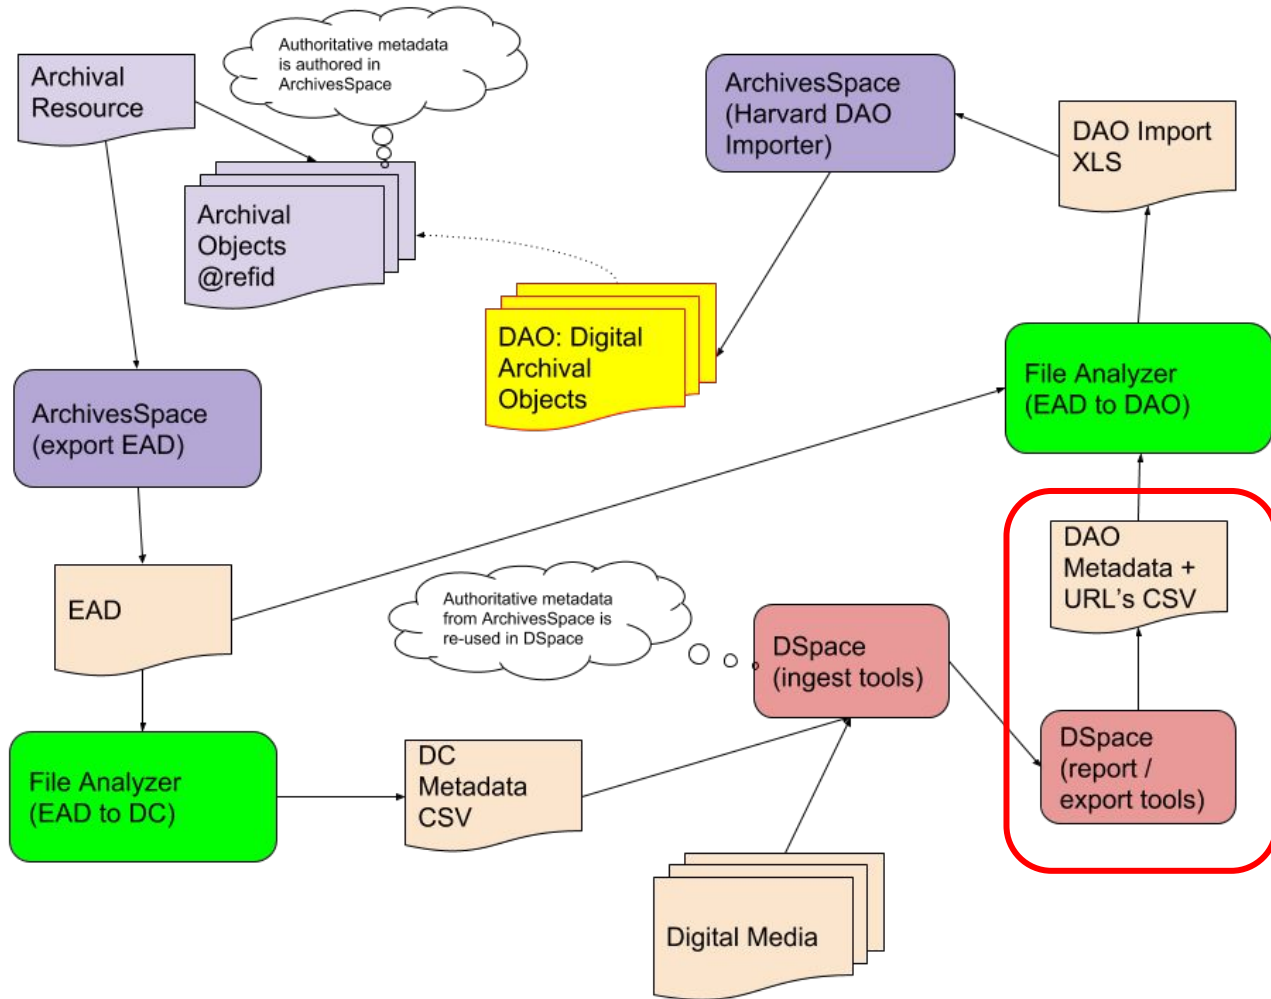 Authoritative metadata
is authored in
ArchivesSpace
Archival
Resource
ArchivesSpace
(Harvard DAO
Importer)
DAO Import
XLS
Archival
Objects
@refid
DAO: Digital
Archival
Objects
File Analyzer
(EAD to DAO)
ArchivesSpace
(export EAD)
DAO
Metadata +
URL's CSV
EAD
Authoritative metadata
from ArchivesSpace is
re-used in DSpace
DSpace
(ingest tools)
DSpace
(report /
export tools)
File Analyzer
(EAD to DC)
DC
Metadata
CSV
Digital Media